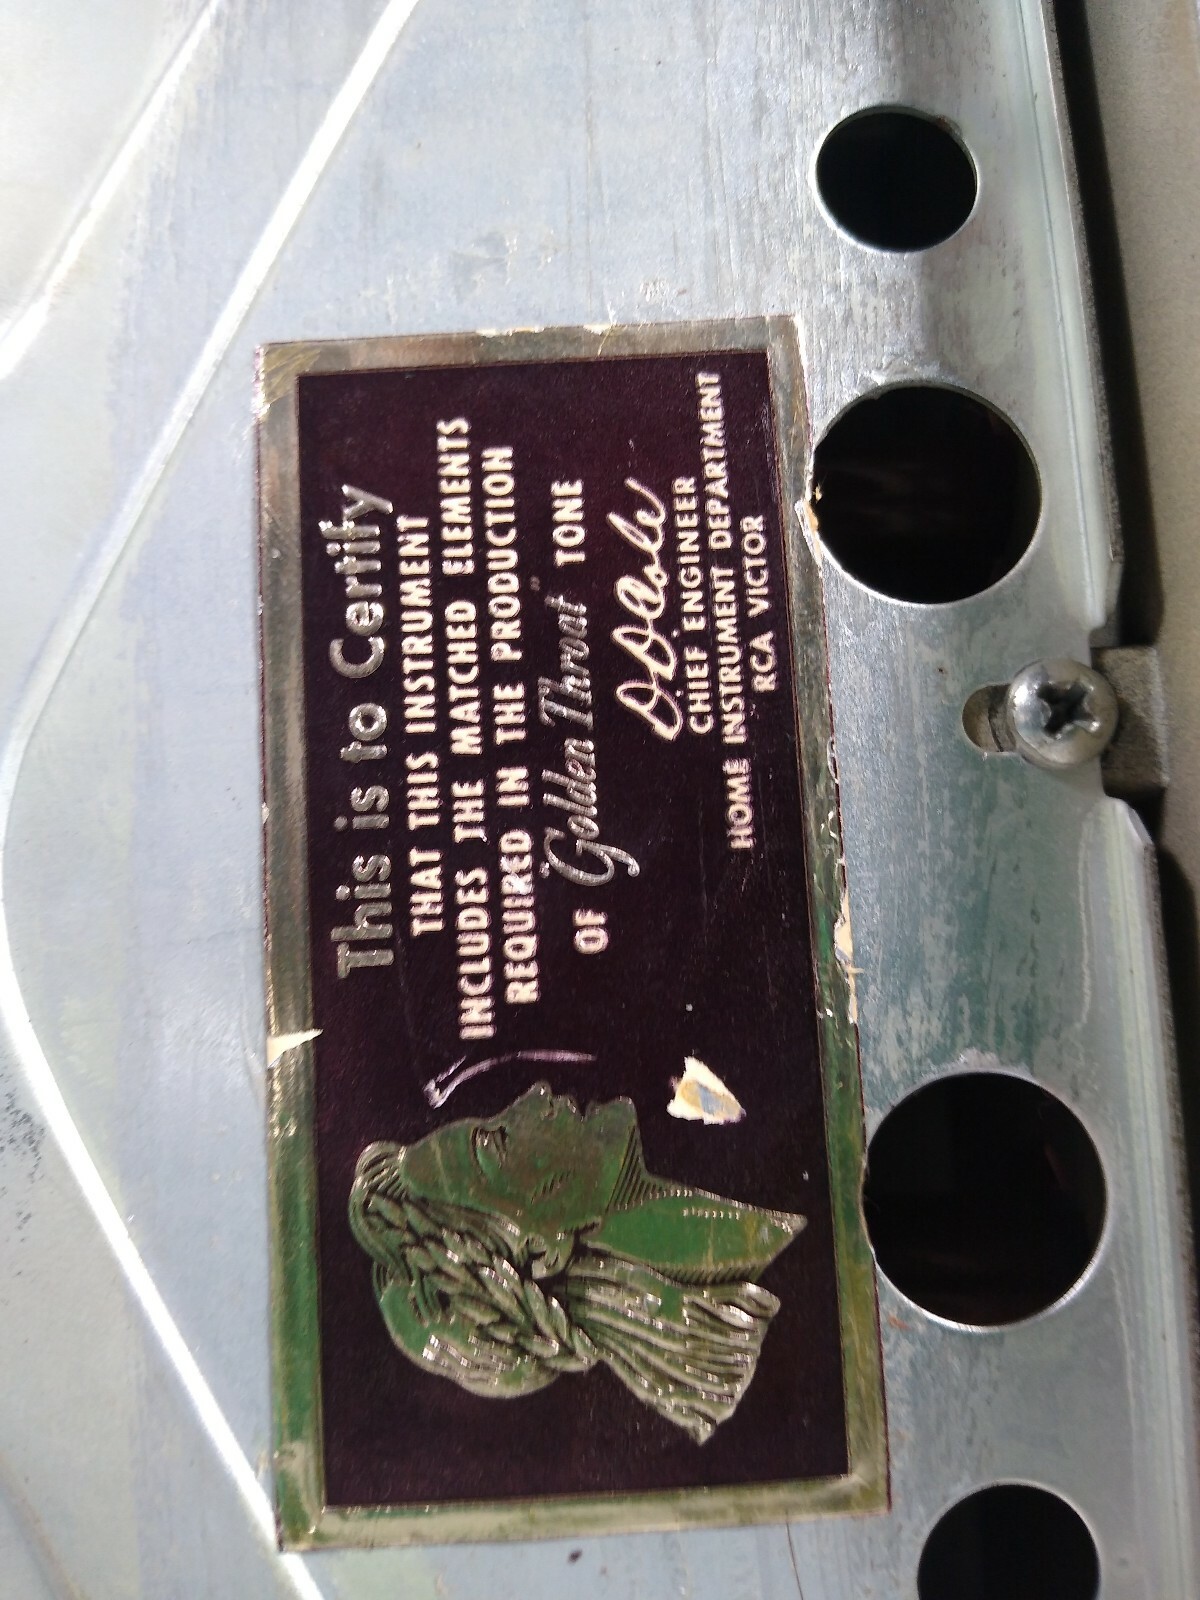 This is to Certify
THAT THIS INSTRUMENT
INCLUDES THE MATCHED ELEMENTS
REQUIRED IN THE PRODUCTION
OF "Golden Throat" TONE
D.D. Cole
CHIEF ENGINEER
HOME INSTRUMENT DEPARTMENT
RCA VICTOR